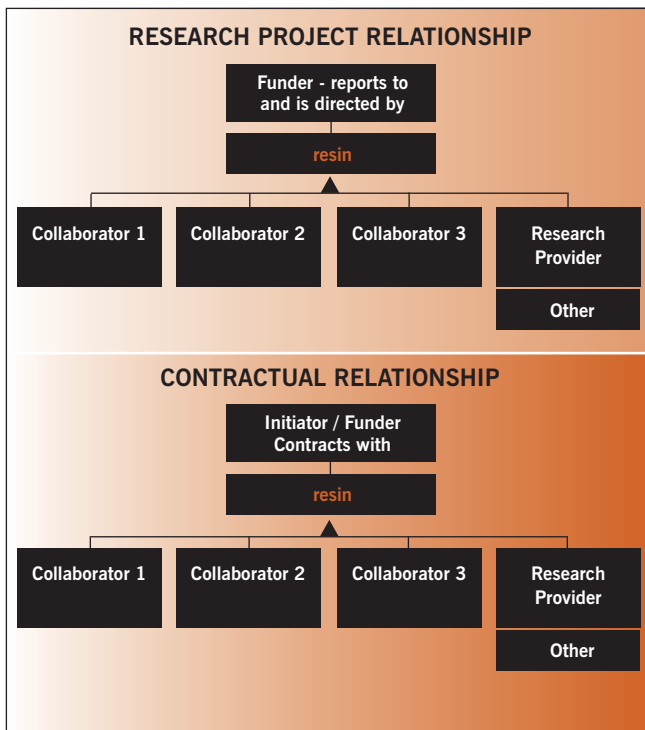 RESEARCH PROJECT RELATIONSHIP
Funder - reports to
and is directed by
resin
Collaborator 1
Collaborator 2
Collaborator 3
Research
Provider
Other
CONTRACTUAL RELATIONSHIP
Initiator / Funder
Contracts with
resin
Collaborator 1
Collaborator 2
Collaborator 3
Research
Provider
Other